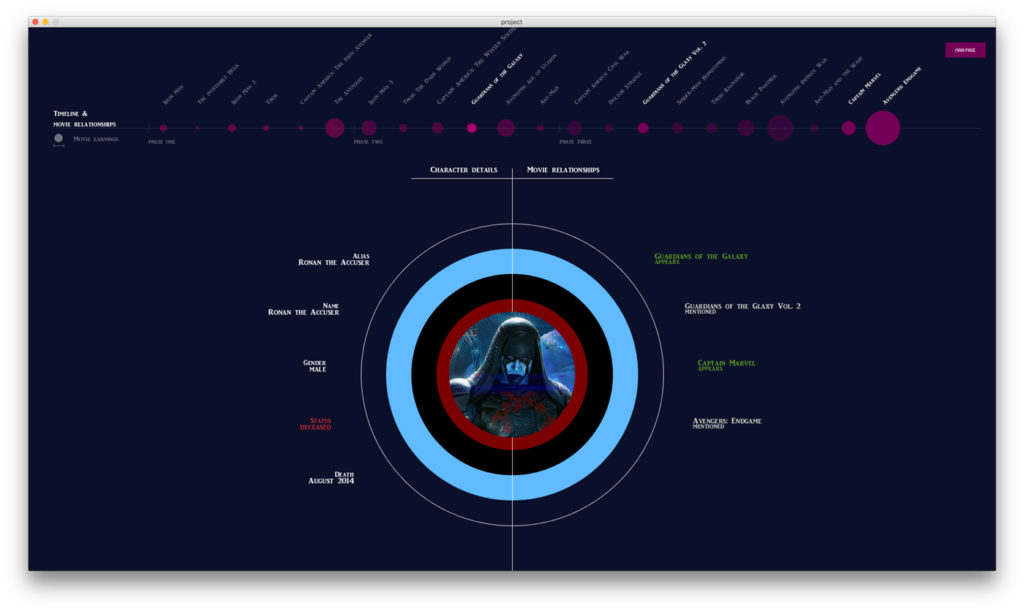 project
MAIN PAGE
Iron Man
The Incredible Hulk
Iron Man 2
Thor
Captain America: The First Avenger
The Avengers
Iron Man 3
Thor: The Dark World
Captain America: The Winter Soldier
Guardians of the Galaxy
Avengers: Age of Ultron
Ant-Man
Captain America: Civil War
Doctor Strange
Guardians of the Glaxy Vol. 2
Spider-Man: Homecoming
Thor: Ragnarok
Black Panther
Avengers: Infinity War
Ant-Man and the Wasp
Captain Marvel
Avengers: Endgame
Timeline &
movie relationships
Movie earnings
PHASE ONE
PHASE TWO
PHASE THREE
Character details
Movie relationships
Alias
Ronan the Accuser
Name
Ronan the Accuser
Gender
male
Status
deceased
Death
August 2014
Guardians of the Galaxy
appears
Guardians of the Glaxy Vol. 2
mentioned
Captain Marvel
appears
Avengers: Endgame
mentioned